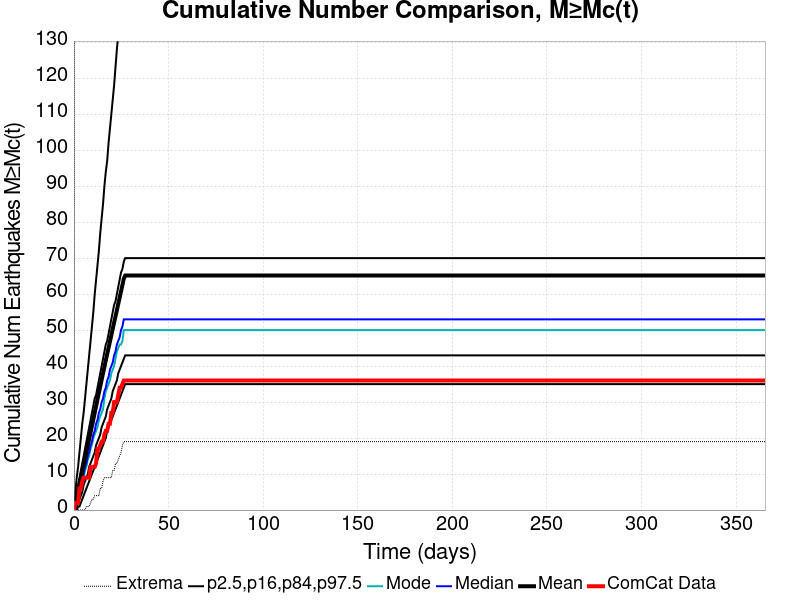 Cumulative Number Comparison, M≥Mc(t)
Cumulative Num Earthquakes M≥Mc(t)
130
120
110
100
90
80
70
60
50
40
30
20
10
0
0 50 100 150 200 250 300 350
Time (days)
Extrema p2.5,p16,p84,p97.5 Mode Median Mean ComCat Data